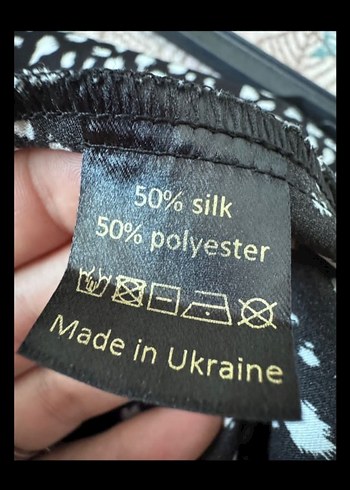 50% silk
50% polyester
Made in Ukraine